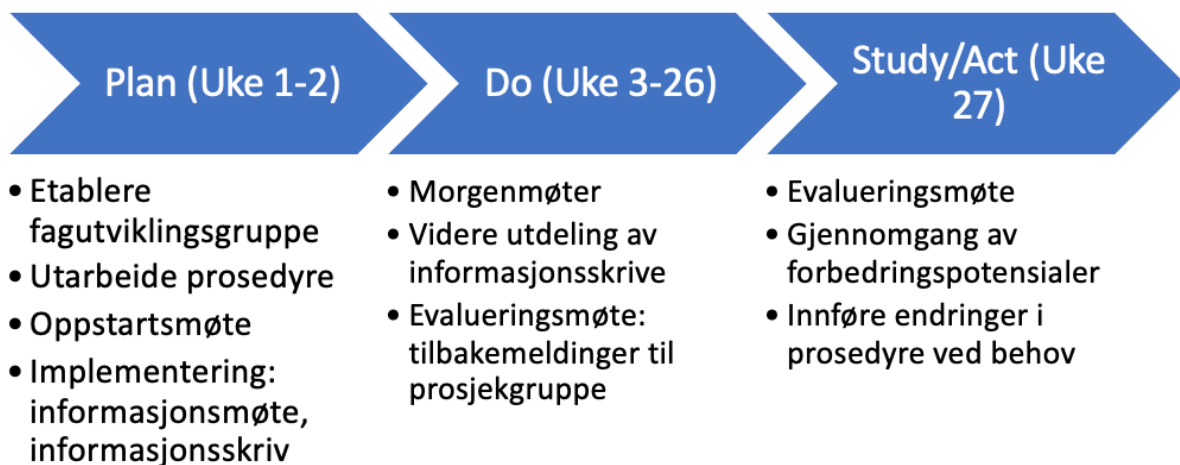 Plan (Uke 1-2)
• Etablere
fagutviklingsgruppe
• Utarbeide prosedyre
• Oppstartsmøte
• Implementering:
informasjonsmøte,
informasjonsskriv
Do (Uke 3-26)
• Morgenmøter
• Videre utdeling av
informasjonsskrive
• Evalueringsmøte:
tilbakemeldinger til
prosjekgruppe
Study/Act (Uke
27)
• Evalueringsmøte
• Gjennomgang av
forbedringspotensialer
• Innføre endringer i
prosedyre ved behov